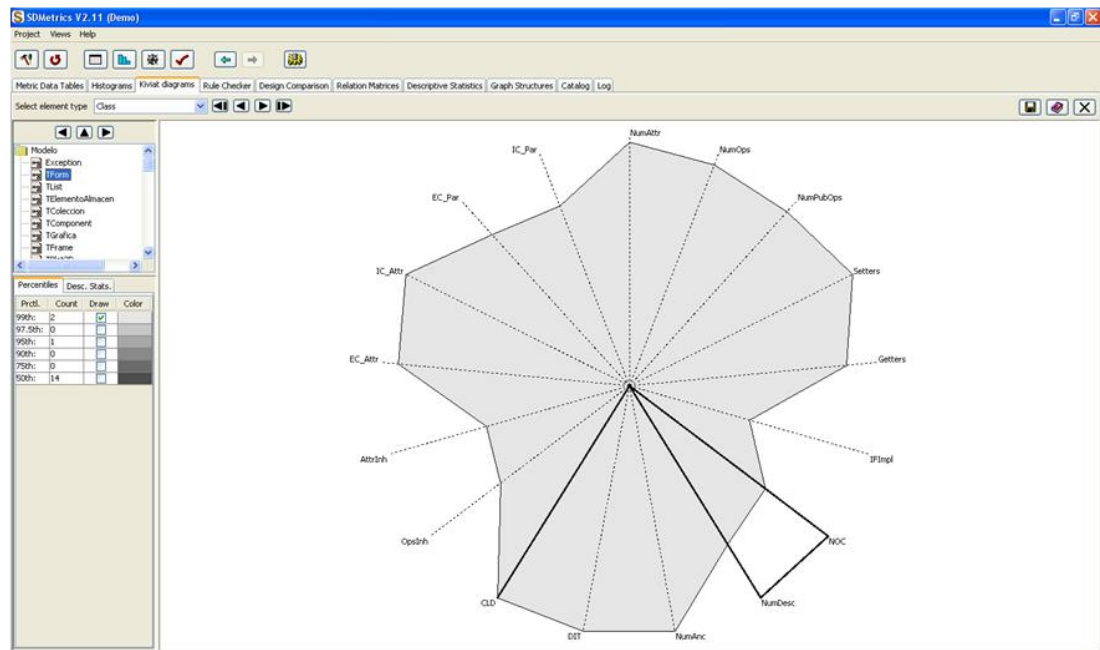 SDMetrics V2.11 (Demo)
Project Views Help
Metric Data Tables Histograms Kiviat diagrams Rule Checker Design Comparison Relation Matrices Descriptive Statistics Graph Structures Catalog Log
Select element type Class
Modelo
Exception
TForm
TList
TElementoAlmacen
TColeccion
TComponent
TGrafica
TFrame
Percentiles Desc. Stats.
Prctl. Count Draw Color
99th: 2
97.5th: 0
95th: 1
90th: 0
75th: 0
50th: 14
NumAttr
IC_Par NumOps
EC_Par NumPubOps
IC_Attr Setters
EC_Attr Getters
AttrInh IFImpl
OpsInh NOC
CLD NumDesc
DIT NumAnc